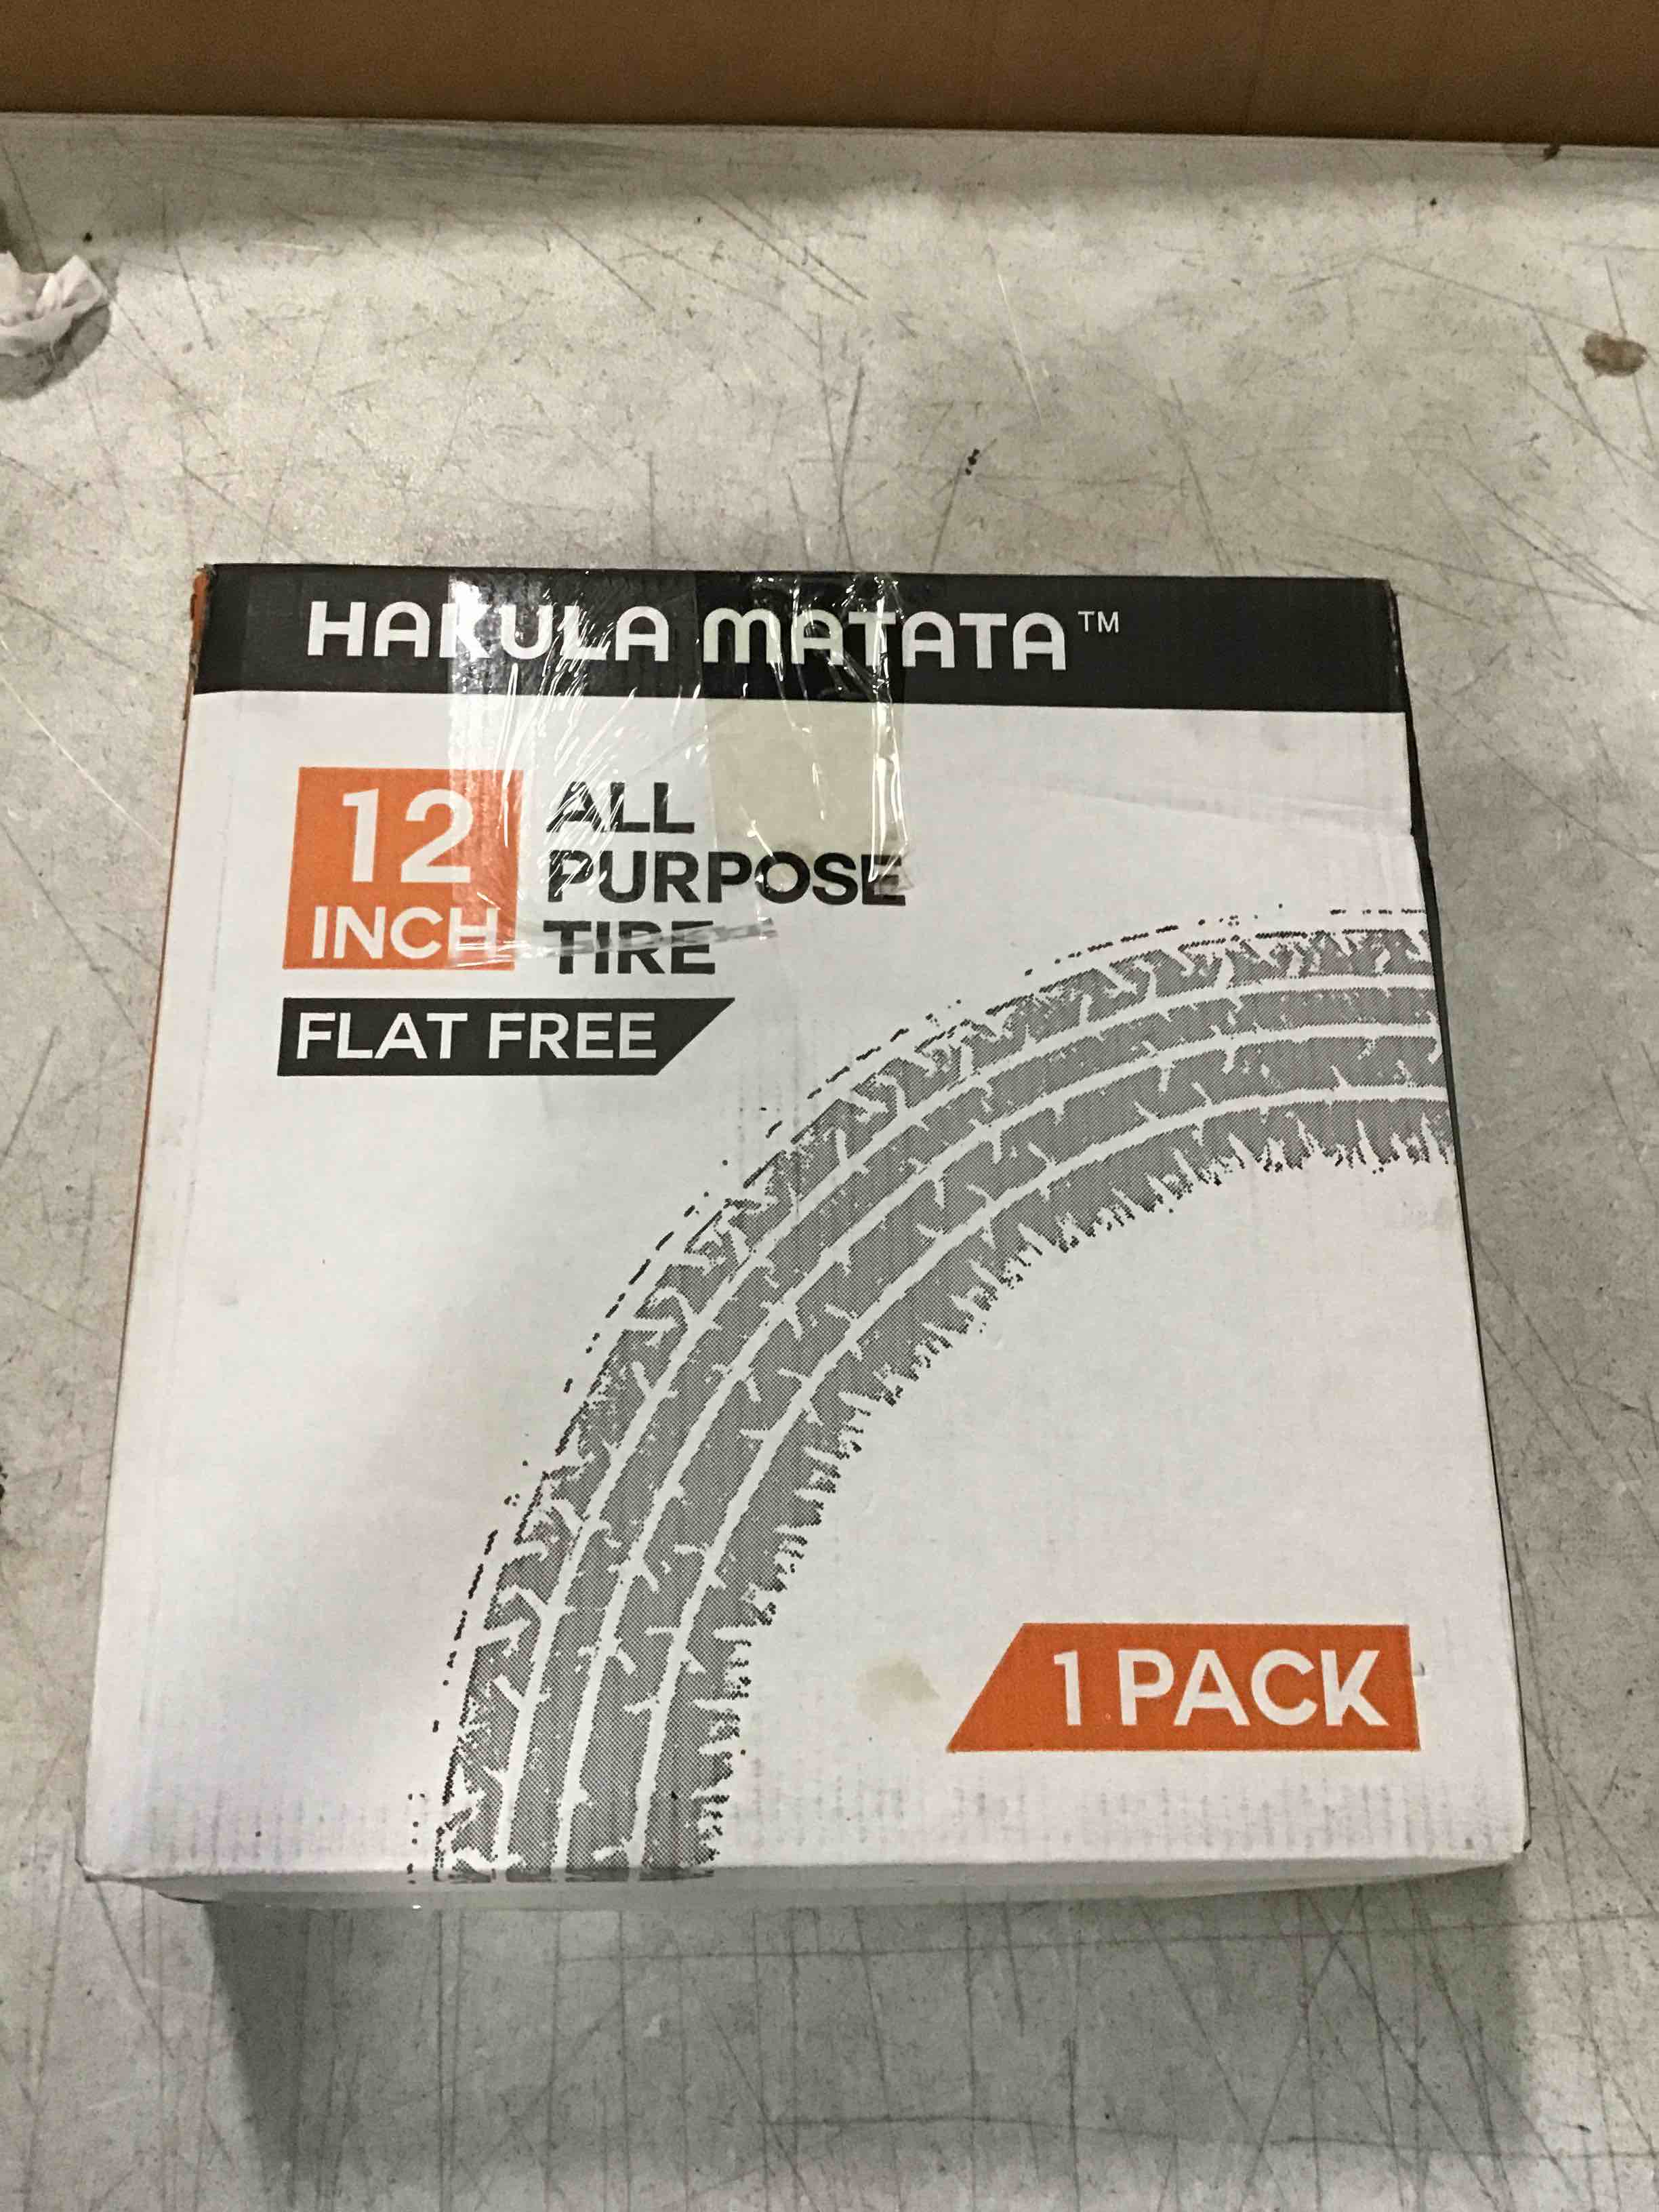 HAKULA MATATA™
12
INCH
ALL
PURPOSE
TIRE
FLAT FREE
1 PACK